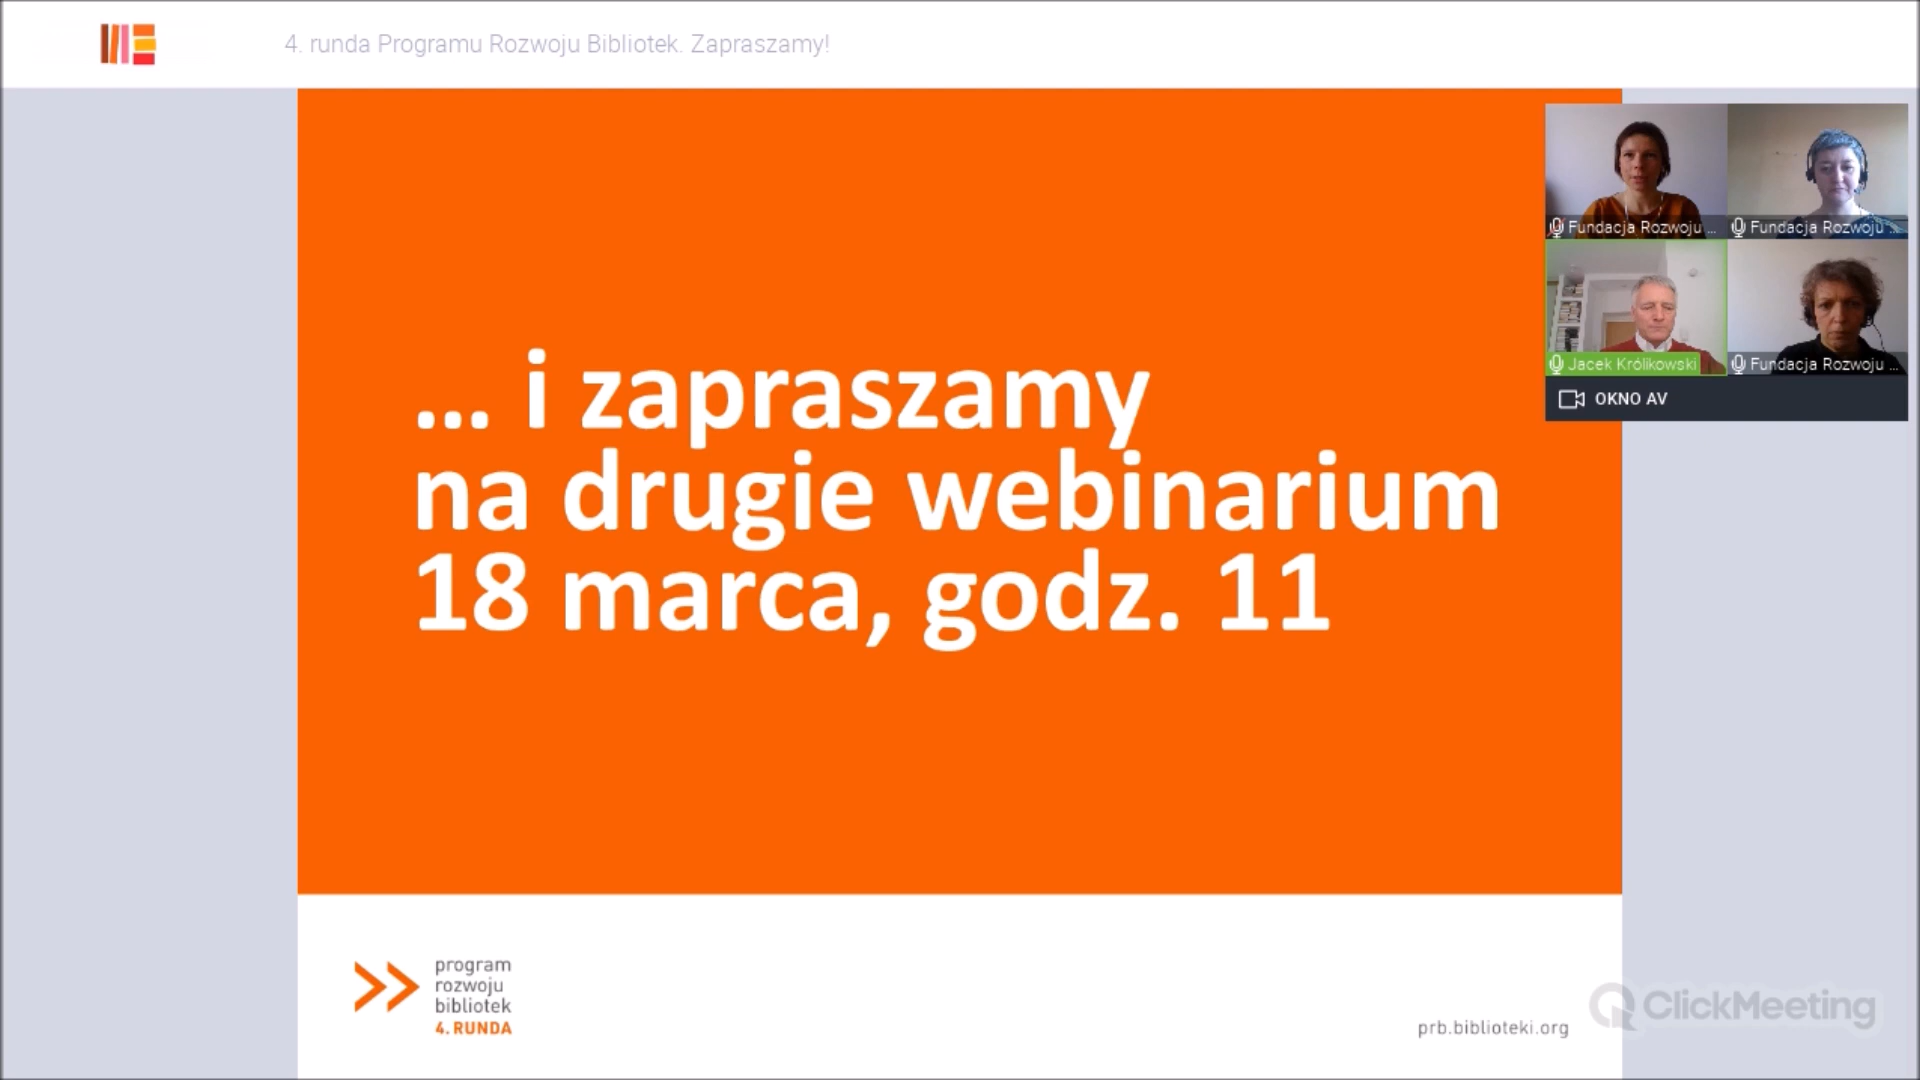 4. runda Programu Rozwoju Bibliotek. Zapraszamy!
Fundacja Rozwoju ...
Fundacja Rozwoju ...
Jacek Królikowski
Fundacja Rozwoju ...
OKNO AV
... i zapraszamy
na drugie webinarium
18 marca, godz. 11
program
rozwoju
bibliotek
4. RUNDA
prb.biblioteki.org
ClickMeeting